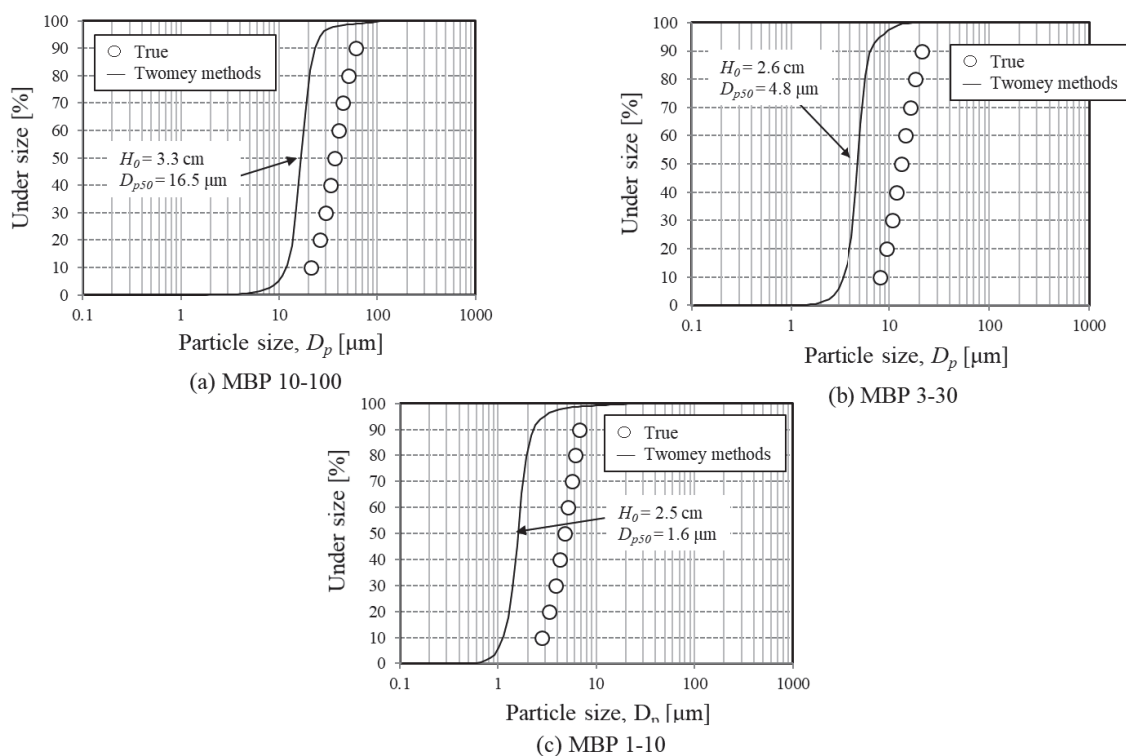 100
90
80
70
60
50
40
30
20
10
0
Under size [%]
True
Twomey methods
H0 = 3.3 cm
Dp50 = 16.5 μm
0.1 1 10 100 1000
Particle size, Dp [μm]
(a) MBP 10-100
100
90
80
70
60
50
40
30
20
10
0
Under size [%]
True
Twomey methods
H0 = 2.6 cm
Dp50 = 4.8 μm
0.1 1 10 100 1000
Particle size, Dp [μm]
(b) MBP 3-30
100
90
80
70
60
50
40
30
20
10
0
Under size [%]
True
Twomey methods
H0 = 2.5 cm
Dp50 = 1.6 μm
0.1 1 10 100 1000
Particle size, Dp [μm]
(c) MBP 1-10